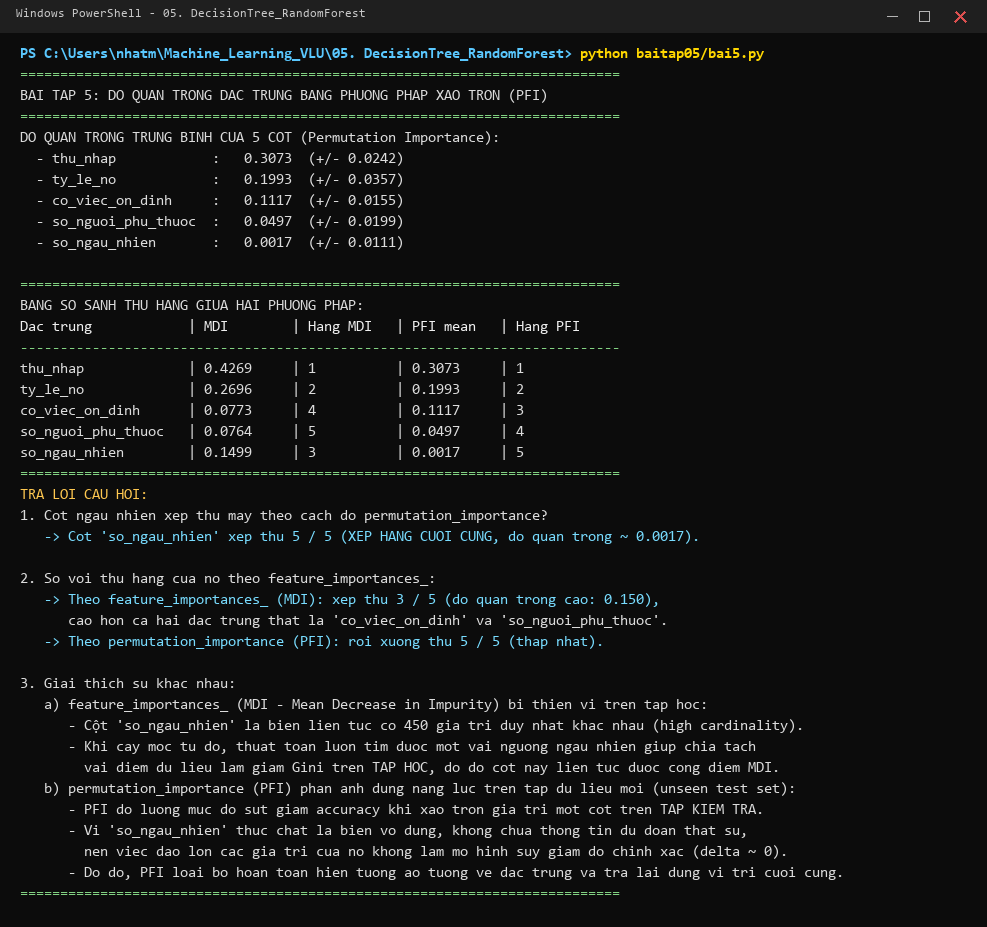 Windows PowerShell - 05. DecisionTree_RandomForest
PS C:\Users\nhatm\Machine_Learning_VLU\05. DecisionTree_RandomForest> python baitap05/bai5.py
===========================================================================
BAI TAP 5: DO QUAN TRONG DAC TRUNG BANG PHUONG PHAP XAO TRON (PFI)
===========================================================================
DO QUAN TRONG TRUNG BINH CUA 5 COT (Permutation Importance):
  - thu_nhap            :   0.3073  (+/- 0.0242)
  - ty_le_no            :   0.1993  (+/- 0.0357)
  - co_viec_on_dinh     :   0.1117  (+/- 0.0155)
  - so_nguoi_phu_thuoc  :   0.0497  (+/- 0.0199)
  - so_ngau_nhien       :   0.0017  (+/- 0.0111)

===========================================================================
BANG SO SANH THU HANG GIUA HAI PHUONG PHAP:
Dac trung            | MDI        | Hang MDI   | PFI mean   | Hang PFI
---------------------------------------------------------------------------
thu_nhap             | 0.4269     | 1          | 0.3073     | 1
ty_le_no             | 0.2696     | 2          | 0.1993     | 2
co_viec_on_dinh      | 0.0773     | 4          | 0.1117     | 3
so_nguoi_phu_thuoc   | 0.0764     | 5          | 0.0497     | 4
so_ngau_nhien        | 0.1499     | 3          | 0.0017     | 5
===========================================================================
TRA LOI CAU HOI:
1. Cot ngau nhien xep thu may theo cach do permutation_importance?
   -> Cot 'so_ngau_nhien' xep thu 5 / 5 (XEP HANG CUOI CUNG, do quan trong ~ 0.0017).

2. So voi thu hang cua no theo feature_importances_:
   -> Theo feature_importances_ (MDI): xep thu 3 / 5 (do quan trong cao: 0.150),
      cao hon ca hai dac trung that la 'co_viec_on_dinh' va 'so_nguoi_phu_thuoc'.
   -> Theo permutation_importance (PFI): roi xuong thu 5 / 5 (thap nhat).

3. Giai thich su khac nhau:
   a) feature_importances_ (MDI - Mean Decrease in Impurity) bi thien vi tren tap hoc:
      - Cột 'so_ngau_nhien' la bien lien tuc co 450 gia tri duy nhat khac nhau (high cardinality).
      - Khi cay moc tu do, thuat toan luon tim duoc mot vai nguong ngau nhien giup chia tach
        vai diem du lieu lam giam Gini tren TAP HOC, do do cot nay lien tuc duoc cong diem MDI.
   b) permutation_importance (PFI) phan anh dung nang luc tren tap du lieu moi (unseen test set):
      - PFI do luong muc do sut giam accuracy khi xao tron gia tri mot cot tren TAP KIEM TRA.
      - Vi 'so_ngau_nhien' thuc chat la bien vo dung, khong chua thong tin du doan that su,
        nen viec dao lon cac gia tri cua no khong lam mo hinh suy giam do chinh xac (delta ~ 0).
      - Do do, PFI loai bo hoan toan hien tuong ao tuong ve dac trung va tra lai dung vi tri cuoi cung.
===========================================================================